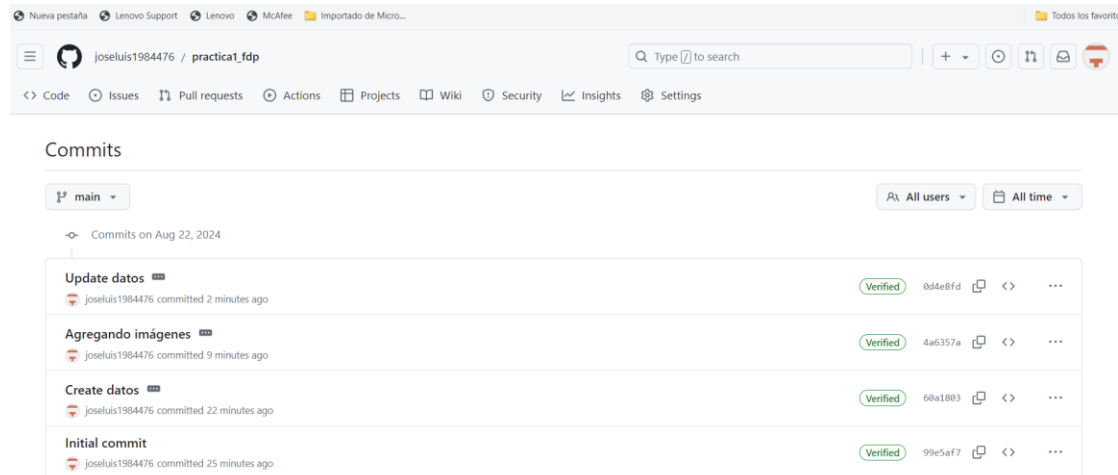 Nueva pestaña Lenovo Support Lenovo McAfee Importado de Micro... Todos los favorito
joseluis1984476 / practica1_fdp Type / to search
<> Code Issues Pull requests Actions Projects Wiki Security Insights Settings
Commits
main All users All time
Commits on Aug 22, 2024
Update datos
joseluis1984476 committed 2 minutes ago Verified 0d4e8fd
Agregando imágenes
joseluis1984476 committed 9 minutes ago Verified 4a6357a
Create datos
joseluis1984476 committed 22 minutes ago Verified 60a1803
Initial commit
joseluis1984476 committed 25 minutes ago Verified 99e5af7